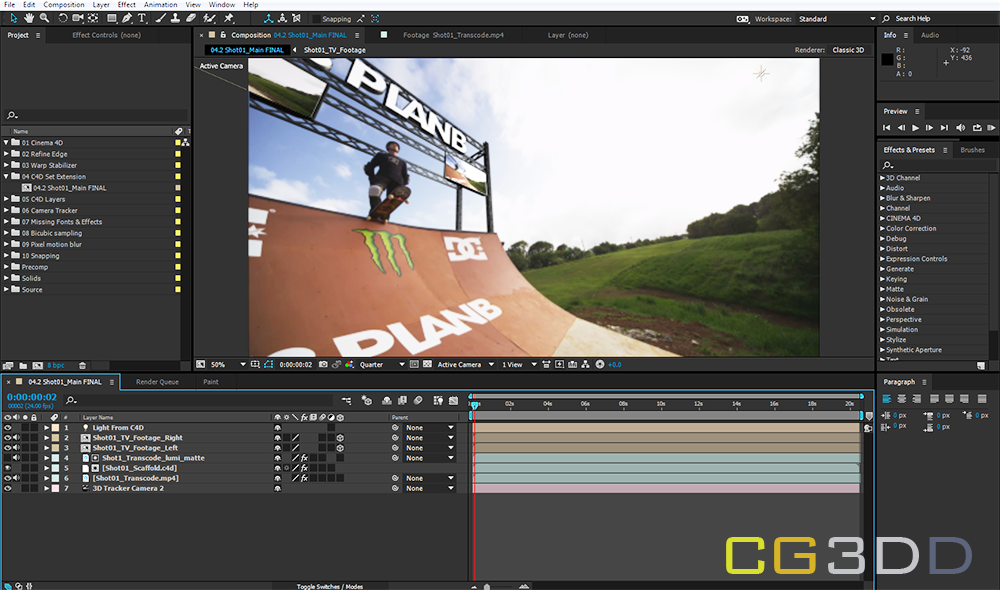 File Edit Composition Layer Effect Animation View Window Help
Snapping Workspace: Standard Search Help
Project Effect Controls (none) Composition 04.2 Shot01_Main FINAL Footage Shot01_Transcode.mp4 Layer (none) Info Audio
04.2 Shot01_Main FINAL Shot01_TV_Footage Renderer: Classic 3D
Active Camera
R : X : -92
G : Y : 436
B :
A : 0
PLANB
Preview
Name
01 Cinema 4D
02 Refine Edge
03 Warp Stabilizer
04 C4D Set Extension
04.2 Shot01_Main FINAL
05 C4D Layers
06 Camera Tracker
07 Missing Fonts & Effects
08 Bicubic sampling
09 Pixel motion blur
10 Snapping
Precomp
Solids
Source
DC
PLANB
Effects & Presets Brushes
3D Channel
Audio
Blur & Sharpen
Channel
CINEMA 4D
Color Correction
Debug
Distort
Expression Controls
Generate
Keying
Matte
Noise & Grain
Obsolete
Perspective
Simulation
Stylize
Synthetic Aperture
Text
8 bpc 50% 0:00:00:02 Quarter Active Camera 1 View +0.0
04.2 Shot01_Main FINAL Render Queue Paint
0:00:00:02
00002 (24.00 fps)
02s 04s 06s 08s 10s 12s 14s 16s 18s 20s
# Layer Name Parent
1 Light From C4D None
2 Shot01_TV_Footage_Right None
3 Shot01_TV_Footage_Left None
4 Shot1_Transcode_lumi_matte None
5 [Shot01_Scaffold.c4d]
6 [Shot01_Transcode.mp4] None
7 3D Tracker Camera 2 None
Toggle Switches / Modes
Paragraph
0 px 0 px 0 px
0 px 0 px
CG3DD